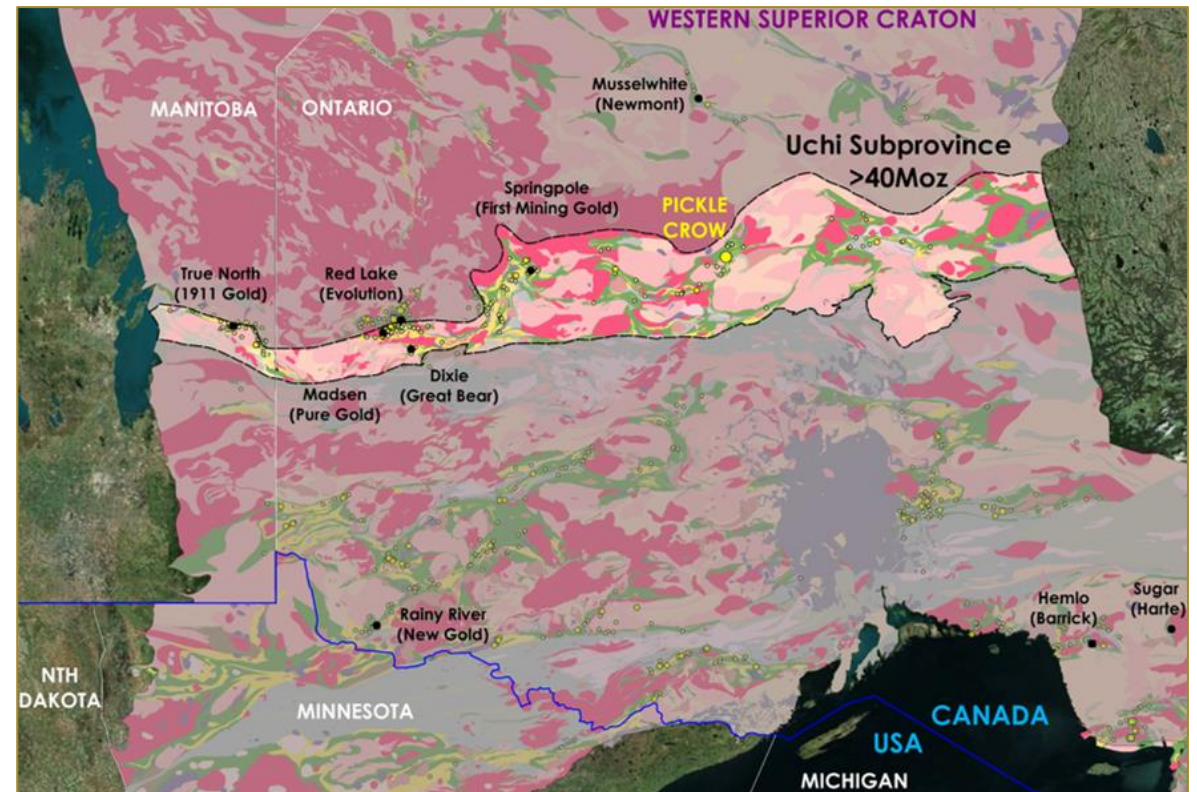 WESTERN SUPERIOR CRATON
Musselwhite
(Newmont)
MANITOBA
ONTARIO
Uchi Subprovince
>40Moz
Springpole
(First Mining Gold)
PICKLE
CROW
True North
(1911 Gold)
Red Lake
(Evolution)
Madsen
(Pure Gold)
Dixie
(Great Bear)
Rainy River
(New Gold)
Hemlo
(Barrick)
Sugar
(Harte)
NTH
DAKOTA
MINNESOTA
CANADA
USA
MICHIGAN